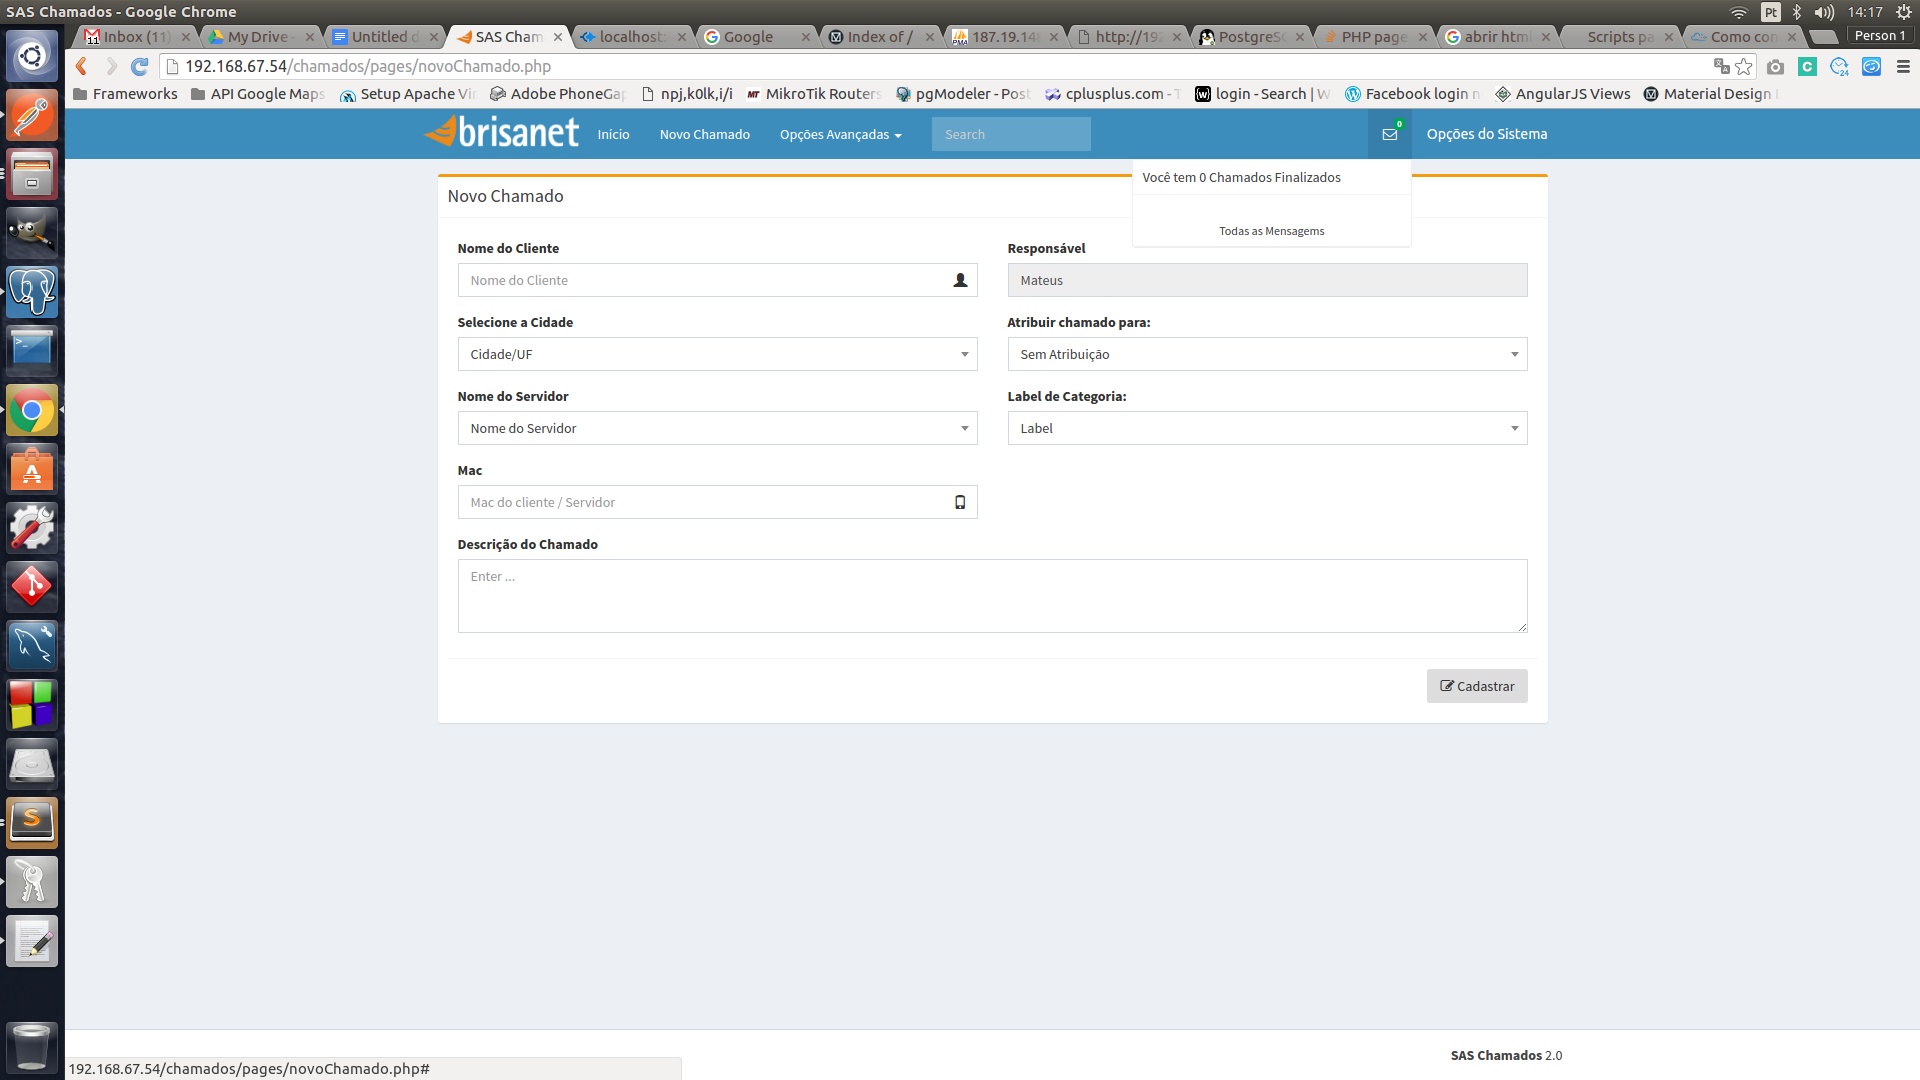 SAS Chamados - Google Chrome
Pt
14:17
Inbox (11)
My Drive -
Untitled d
SAS Cham
localhost:
Google
Index of /
187.19.148
http://192
PostgreSQ
PHP page
abrir html
Scripts pa
Como con
Person 1
192.168.67.54/chamados/pages/novoChamado.php
Frameworks
API Google Maps
Setup Apache Vir
Adobe PhoneGap
npj,k0lk,i/i
MikroTik Routers
pgModeler - Post
cplusplus.com - T
login - Search | W
Facebook login n
AngularJS Views
Material Design
brisanet
Início
Novo Chamado
Opções Avançadas
Search
0
Opções do Sistema
Você tem 0 Chamados Finalizados
Todas as Mensagems
Novo Chamado
Nome do Cliente
Nome do Cliente
Responsável
Mateus
Selecione a Cidade
Cidade/UF
Atribuir chamado para:
Sem Atribuição
Nome do Servidor
Nome do Servidor
Label de Categoria:
Label
Mac
Mac do cliente / Servidor
Descrição do Chamado
Enter ...
Cadastrar
SAS Chamados 2.0
192.168.67.54/chamados/pages/novoChamado.php#